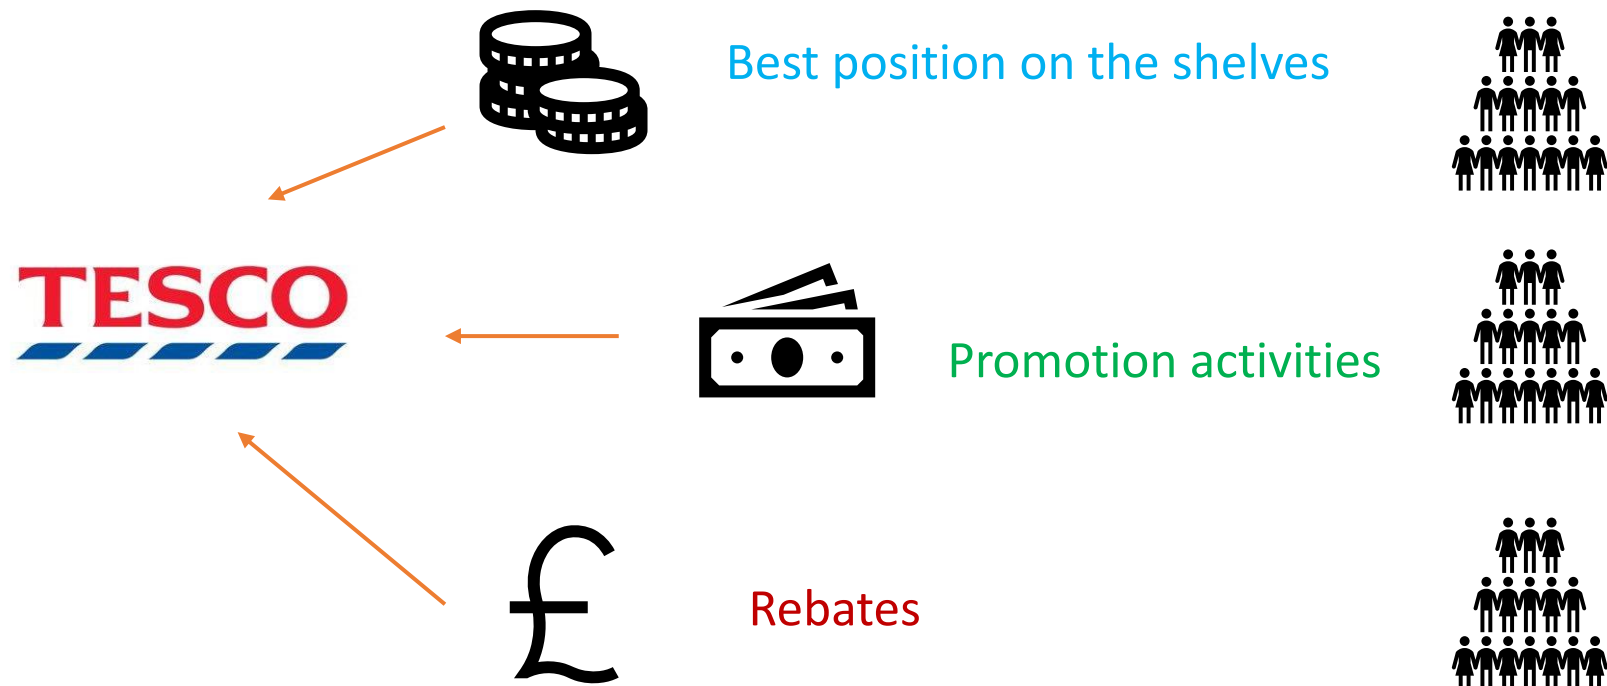 Best position on the shelves
TESCO
Promotion activities
£
Rebates